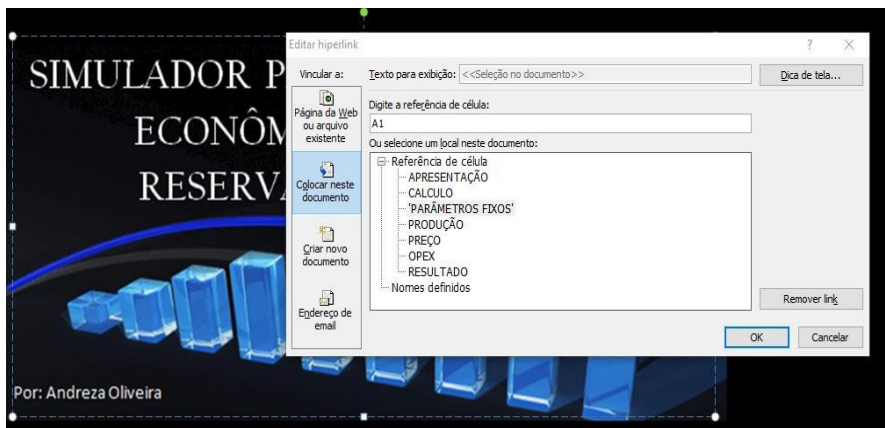 SIMULADOR P
ECONÔM
RESERV
Por: Andreza Oliveira
Editar hiperlink
? X
Vincular a:
Texto para exibição: <<Seleção no documento>>
Dica de tela...
Página da Web
ou arquivo
existente
Colocar neste
documento
Criar novo
documento
Endereço de
email
Digite a referência de célula:
A1
Ou selecione um local neste documento:
Referência de célula
APRESENTAÇÃO
CALCULO
'PARÂMETROS FIXOS'
PRODUÇÃO
PREÇO
OPEX
RESULTADO
Nomes definidos
Remover link
OK
Cancelar